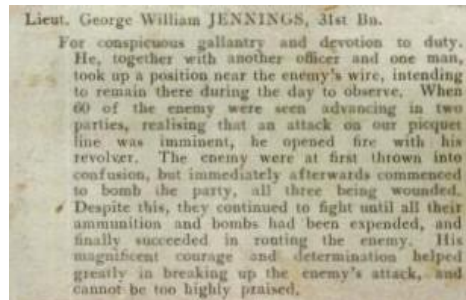 Lieut. George William JENNINGS, 31st Bn.
For conspicuous gallantry and devotion to duty.
He, together with another officer and one man,
took up a position near the enemy's wire, intending
to remain there during the day to observe. When
60 of the enemy were seen advancing in two
parties, realising that an attack on our picquet
line was imminent, he opened fire with his
revolver. The enemy were at first thrown into
confusion, but immediately afterwards commenced
to bomb the party, all three being wounded.
Despite this, they continued to fight until all their
ammunition and bombs had been expended, and
finally succeeded in routing the enemy. His
magnificent courage and determination helped
greatly in breaking up the enemy's attack, and
cannot be too highly praised.